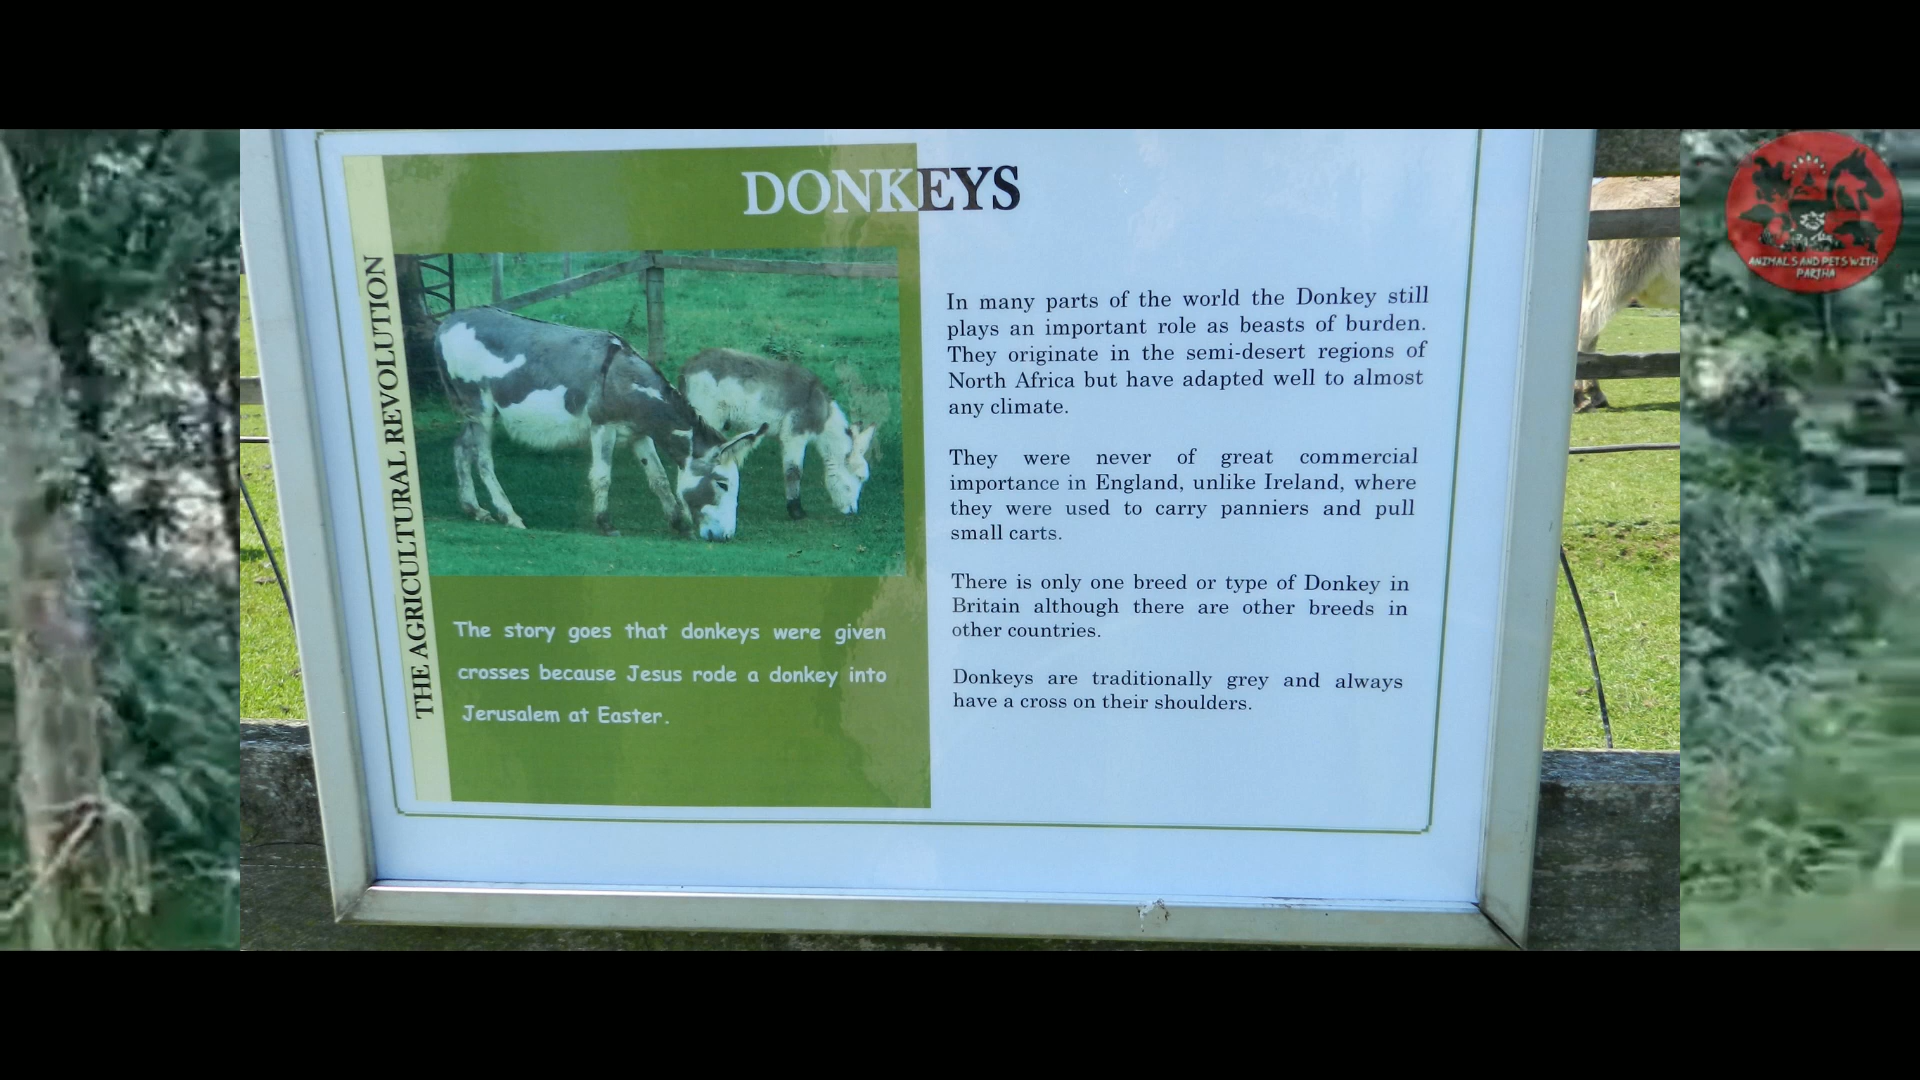 DONKEYS
THE AGRICULTURAL REVOLUTION
The story goes that donkeys were given
crosses because Jesus rode a donkey into
Jerusalem at Easter.
In many parts of the world the Donkey still
plays an important role as beasts of burden.
They originate in the semi-desert regions of
North Africa but have adapted well to almost
any climate.
They were never of great commercial
importance in England, unlike Ireland, where
they were used to carry panniers and pull
small carts.
There is only one breed or type of Donkey in
Britain although there are other breeds in
other countries.
Donkeys are traditionally grey and always
have a cross on their shoulders.
ANIMALS AND PETS WITH
PARTHA